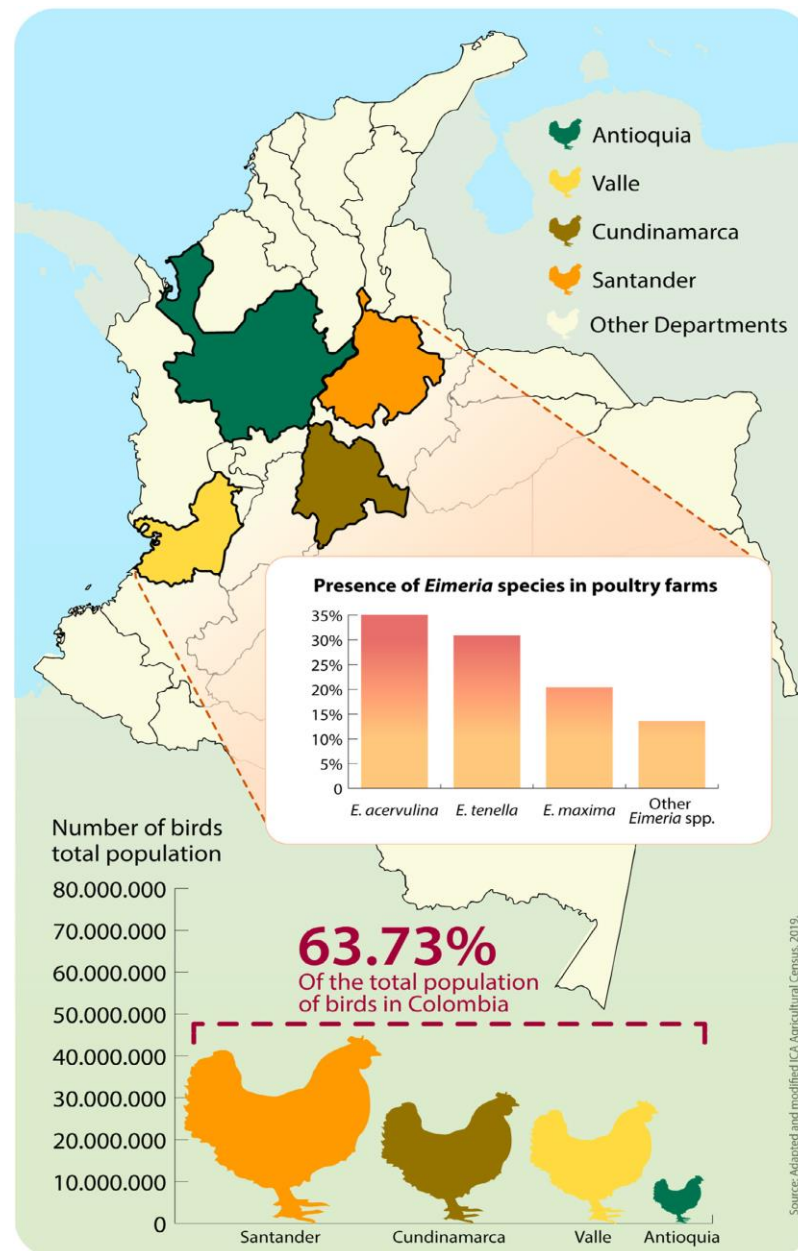 Antioquia
Valle
Cundinamarca
Santander
Other Departments
Presence of Eimeria species in poultry farms
35%
30%
25%
20%
15%
10%
5%
0
E. acervulina
E. tenella
E. maxima
Other
Eimeria spp.
Number of birds
total population
80.000.000
70.000.000
60.000.000
50.000.000
40.000.000
30.000.000
20.000.000
10.000.000
0
63.73%
Of the total population
of birds in Colombia
Santander
Cundinamarca
Valle
Antioquia
Source: Adapted and modified ICA Agricultural Census, 2019.